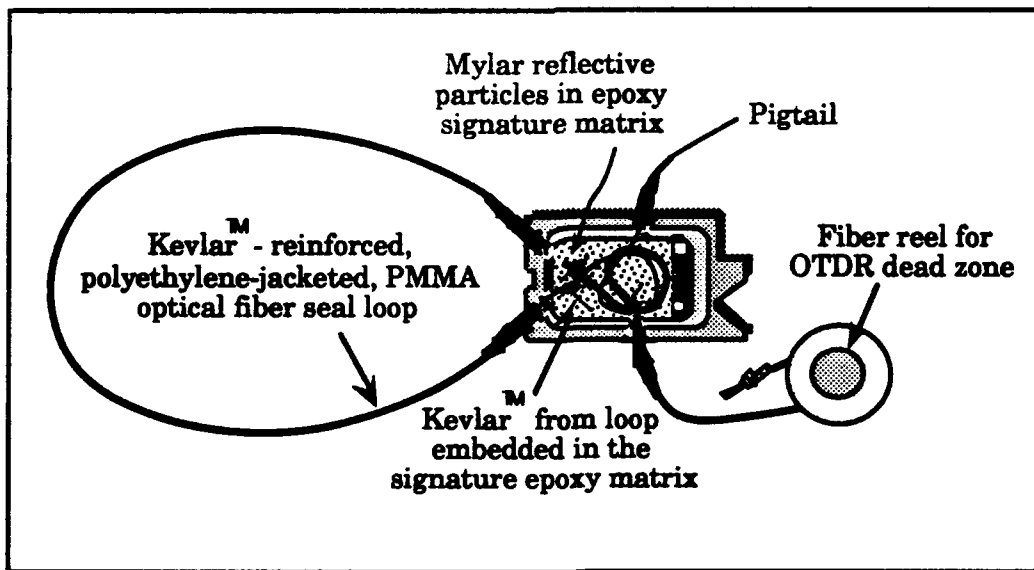 Mylar reflective
particles in epoxy
signature matrix
Pigtail
Kevlar™ - reinforced,
polyethylene-jacketed, PMMA
optical fiber seal loop
Fiber reel for
OTDR dead zone
Kevlar™ from loop
embedded in the
signature epoxy matrix